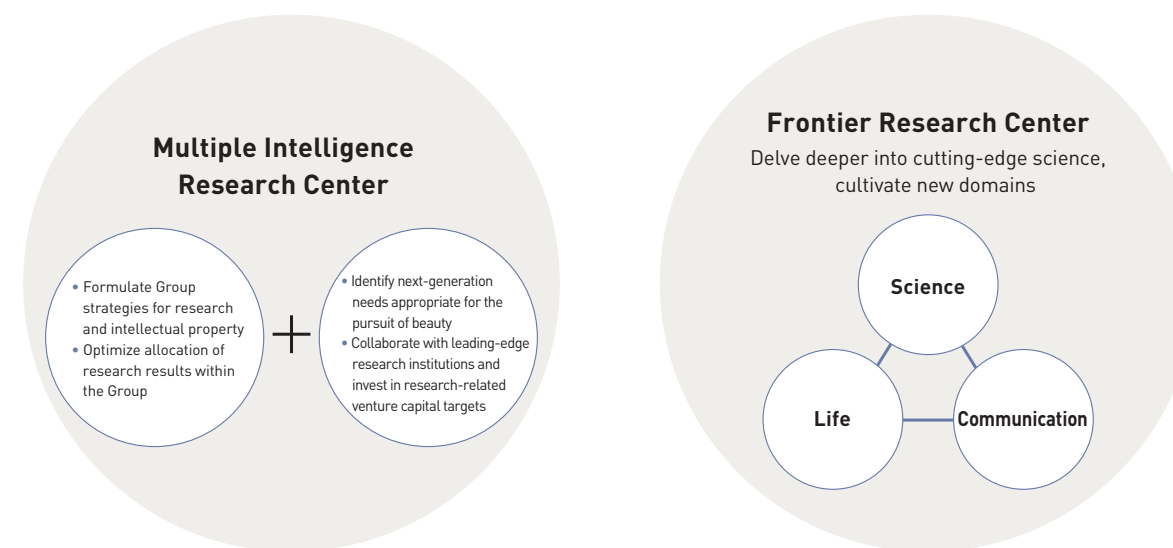 Multiple Intelligence
Research Center
• Formulate Group
strategies for research
and intellectual property
• Optimize allocation of
research results within
the Group
• Identify next-generation
needs appropriate for the
pursuit of beauty
• Collaborate with leading-edge
research institutions and
invest in research-related
venture capital targets
Frontier Research Center
Delve deeper into cutting-edge science,
cultivate new domains
Science
Life
Communication